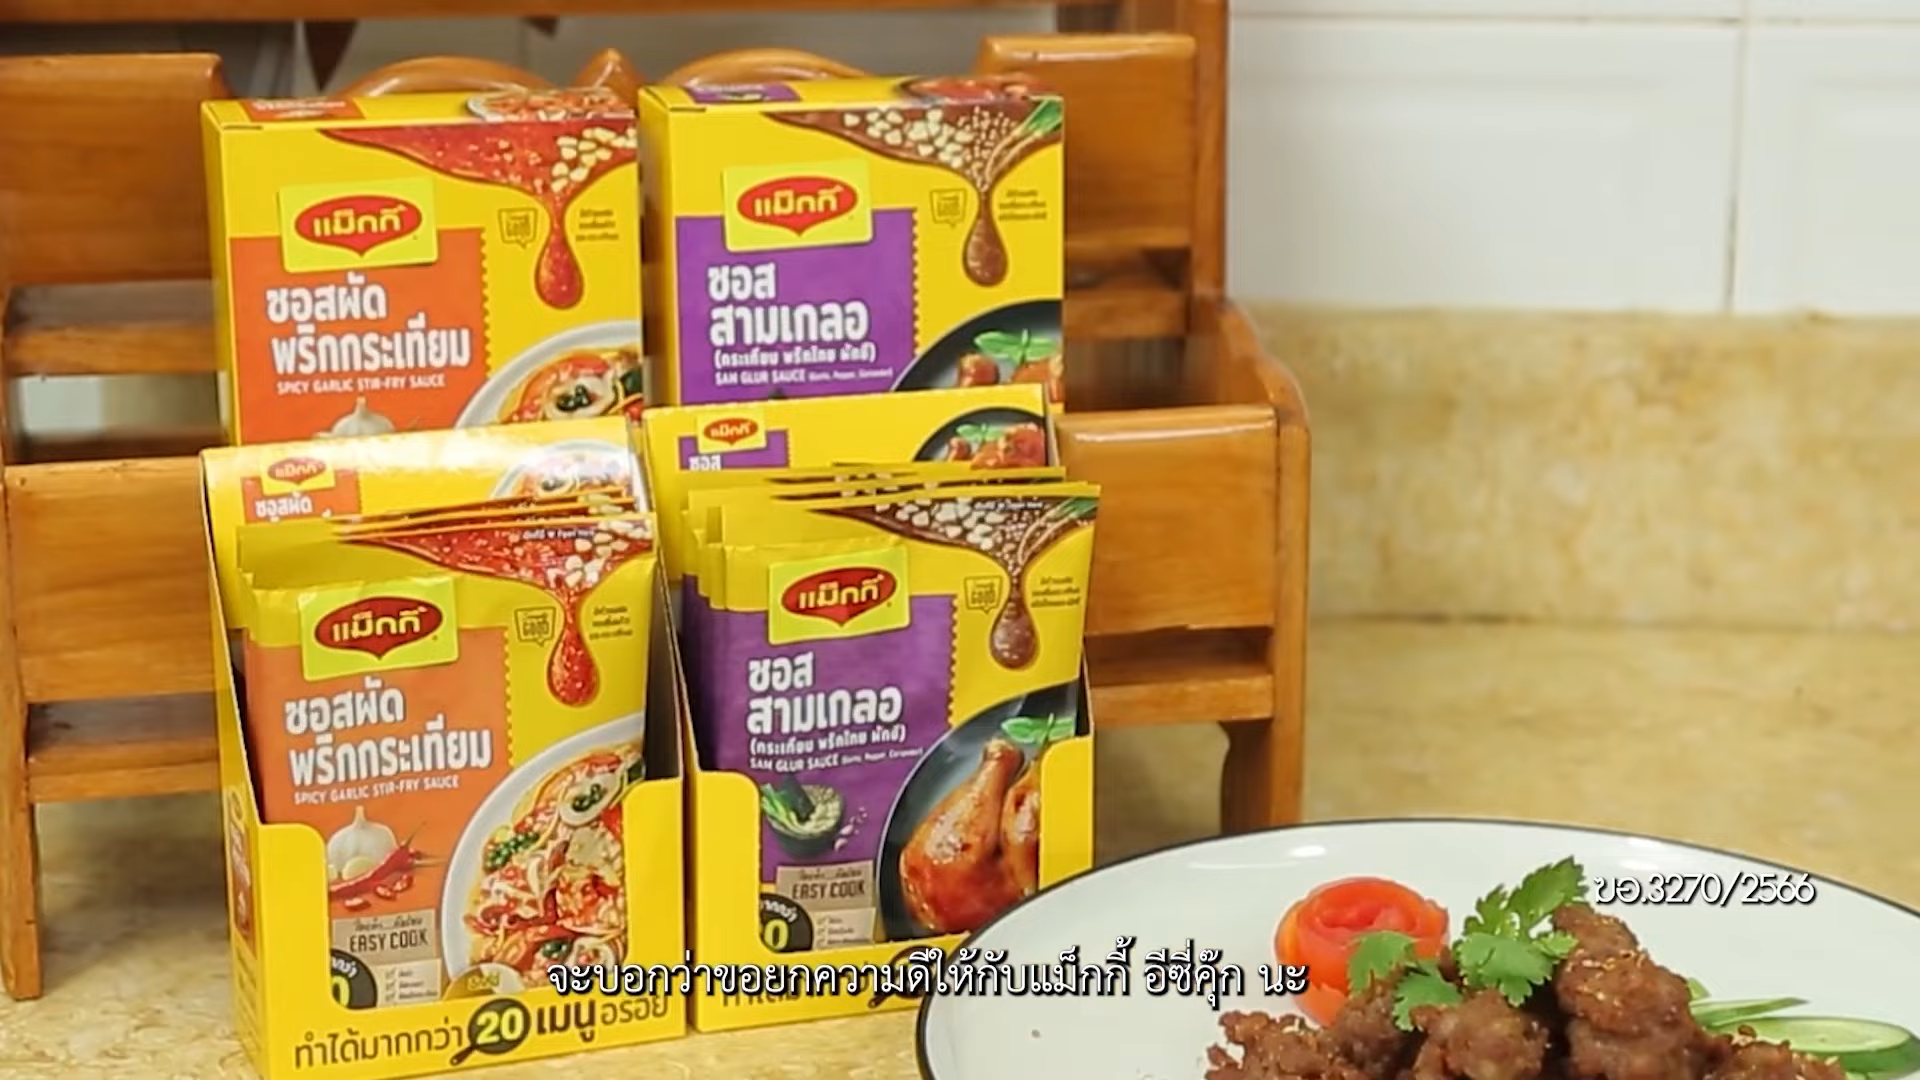 แม็กกี้
ซอสผัด
พริกกระเทียม
SPICY GARLIC STIR-FRY SAUCE
แม็กกี้
ซอส
สามเกลอ
(กระเทียม พริกไทย ผักชี)
SAM GLUR SAUCE (Garlic, Pepper, Coriander)
แม็กกี้
ซอสผัด
แม็กกี้
ซอส
แม็กกี้
ซอสผัด
พริกกระเทียม
SPICY GARLIC STIR-FRY SAUCE
EASY COOK
ทำได้มากกว่า 20 เมนูอร่อย
แม็กกี้
ซอส
สามเกลอ
(กระเทียม พริกไทย ผักชี)
SAM GLUR SAUCE (Garlic, Pepper, Coriander)
EASY COOK
ฆอ.3270/2566
จะบอกว่าขอยกความดีให้กับแม็กกี้ อีซี่คุ๊ก นะ